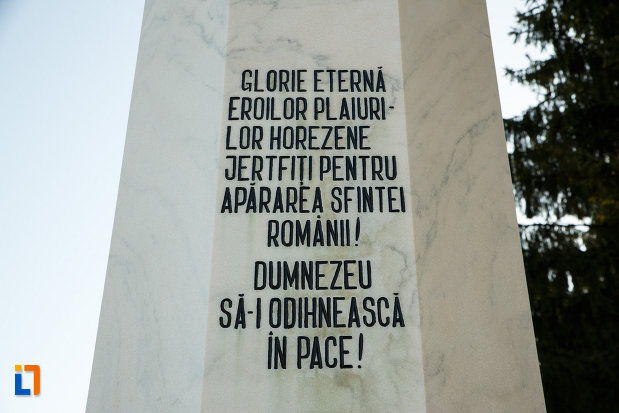 GLORIE ETERNĂ
EROILOR PLAIURI-
LOR HOREZENE
JERTFIȚI PENTRU
APĂRAREA SFINTEI
ROMÂNII!
DUMNEZEU
SĂ-I ODIHNEASCĂ
ÎN PACE!